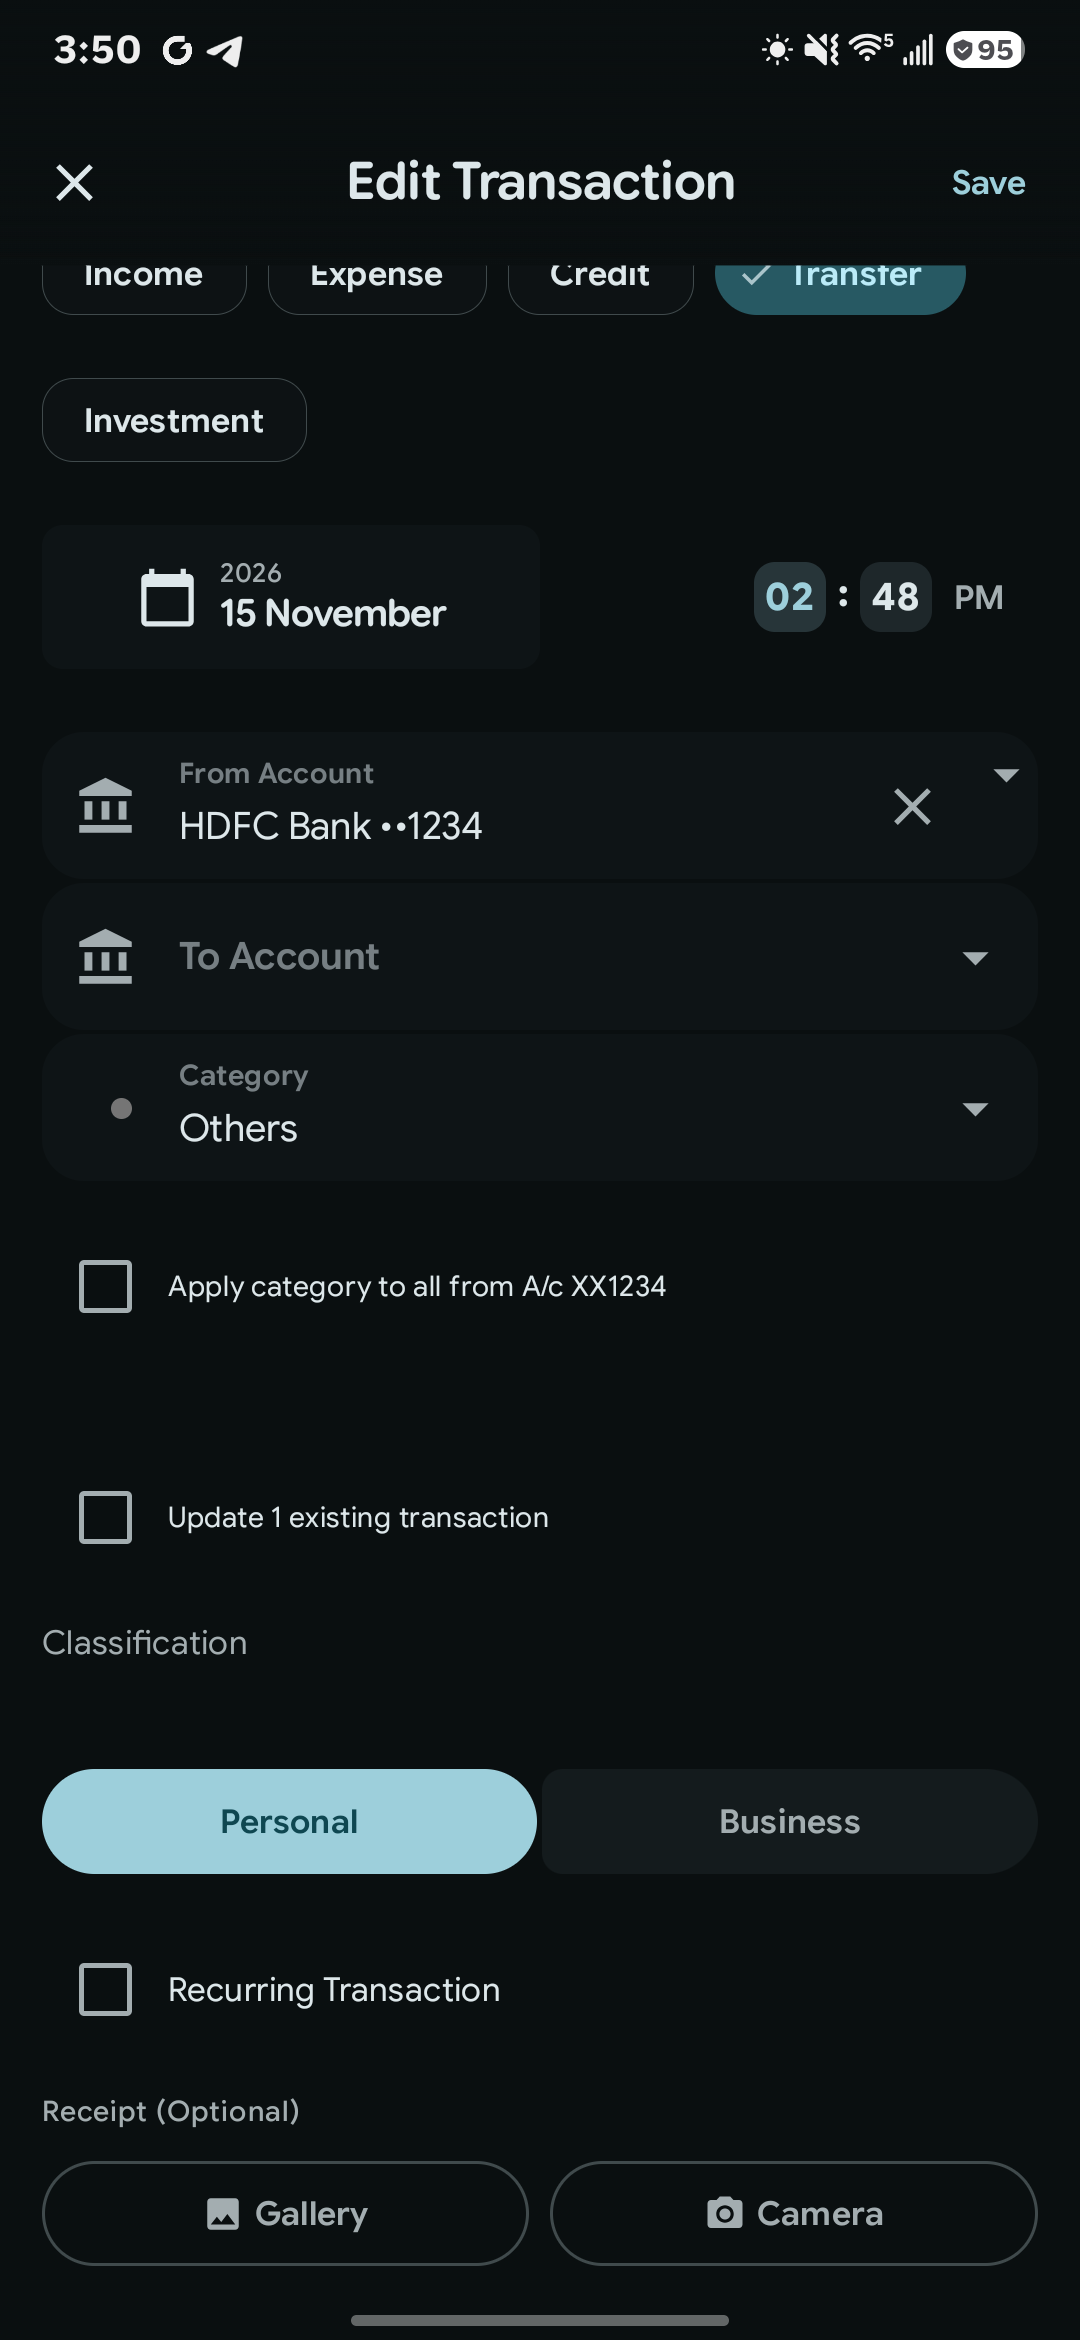 3:50
5
95
Edit Transaction
Save
Income
Expense
Credit
Transfer
Investment
2026
15 November
02 : 48 PM
From Account
HDFC Bank ••1234
To Account
Category
Others
Apply category to all from A/c XX1234
Update 1 existing transaction
Classification
Personal
Business
Recurring Transaction
Receipt (Optional)
Gallery
Camera